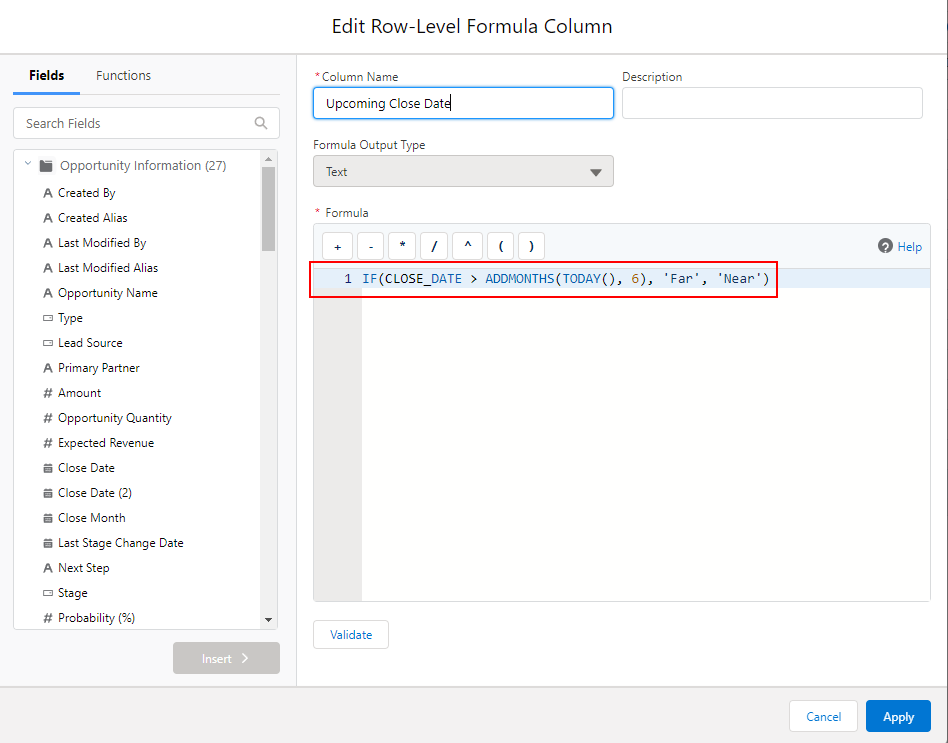 Edit Row-Level Formula Column
Fields
Functions
Search Fields
Opportunity Information (27)
A Created By
A Created Alias
A Last Modified By
A Last Modified Alias
A Opportunity Name
Type
Lead Source
A Primary Partner
# Amount
# Opportunity Quantity
# Expected Revenue
Close Date
Close Date (2)
Close Month
Last Stage Change Date
A Next Step
Stage
# Probability (%)
Insert
* Column Name
Upcoming Close Date
Description
Formula Output Type
Text
* Formula
+ - * / ^ ( )
? Help
1 IF(CLOSE_DATE > ADDMONTHS(TODAY(), 6), 'Far', 'Near')
Validate
Cancel
Apply